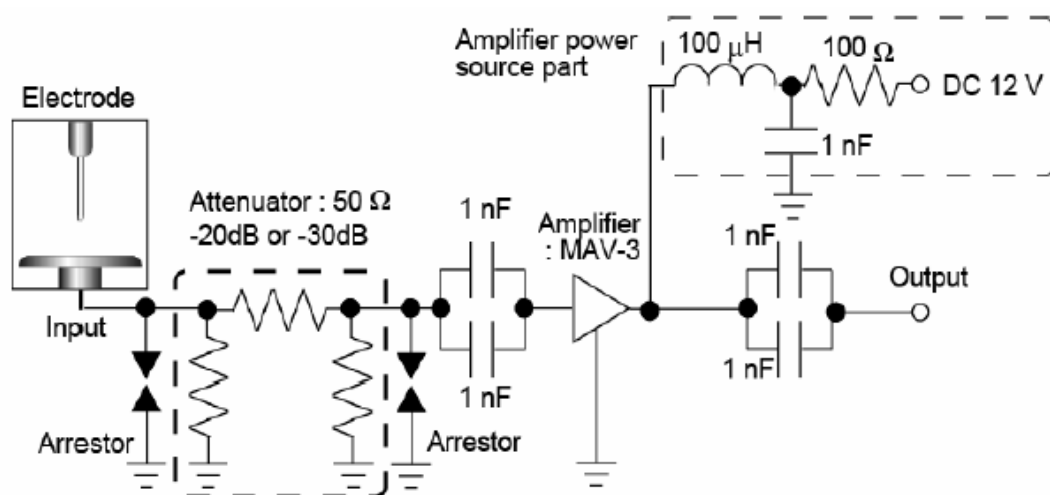 Amplifier power
source part
100 μH
100 Ω
DC 12 V
1 nF
Electrode
Attenuator : 50 Ω
-20dB or -30dB
1 nF
Amplifier
: MAV-3
1 nF
Output
Input
1 nF
1 nF
Arrestor
Arrestor